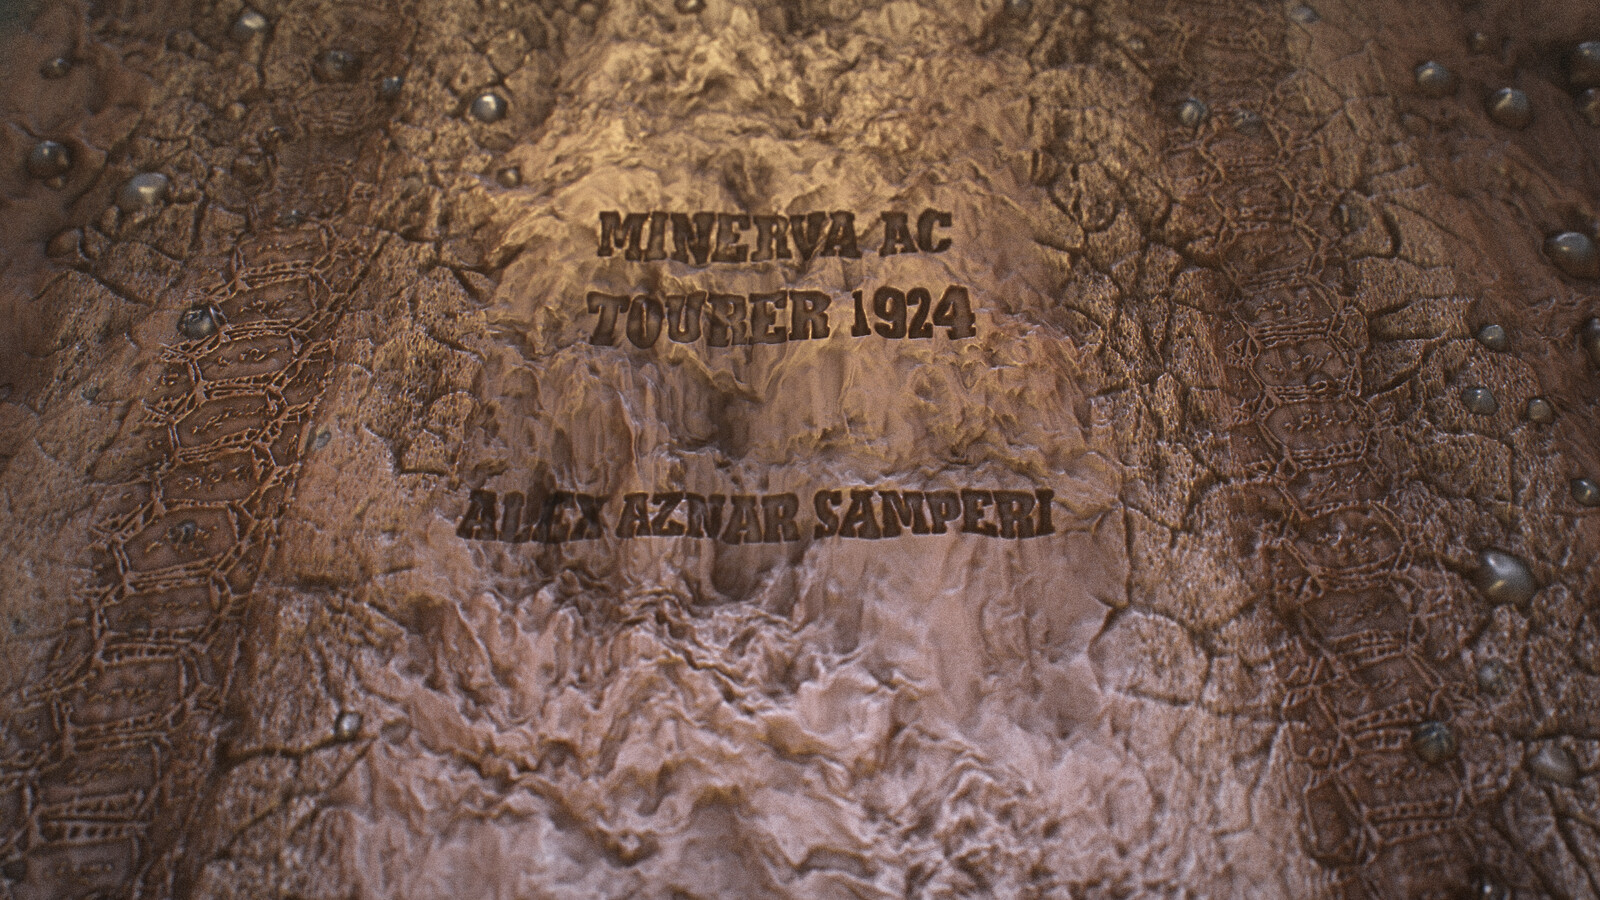 MINERVA AC
TOURER 1924
ALEX AZNAR SAMPERI